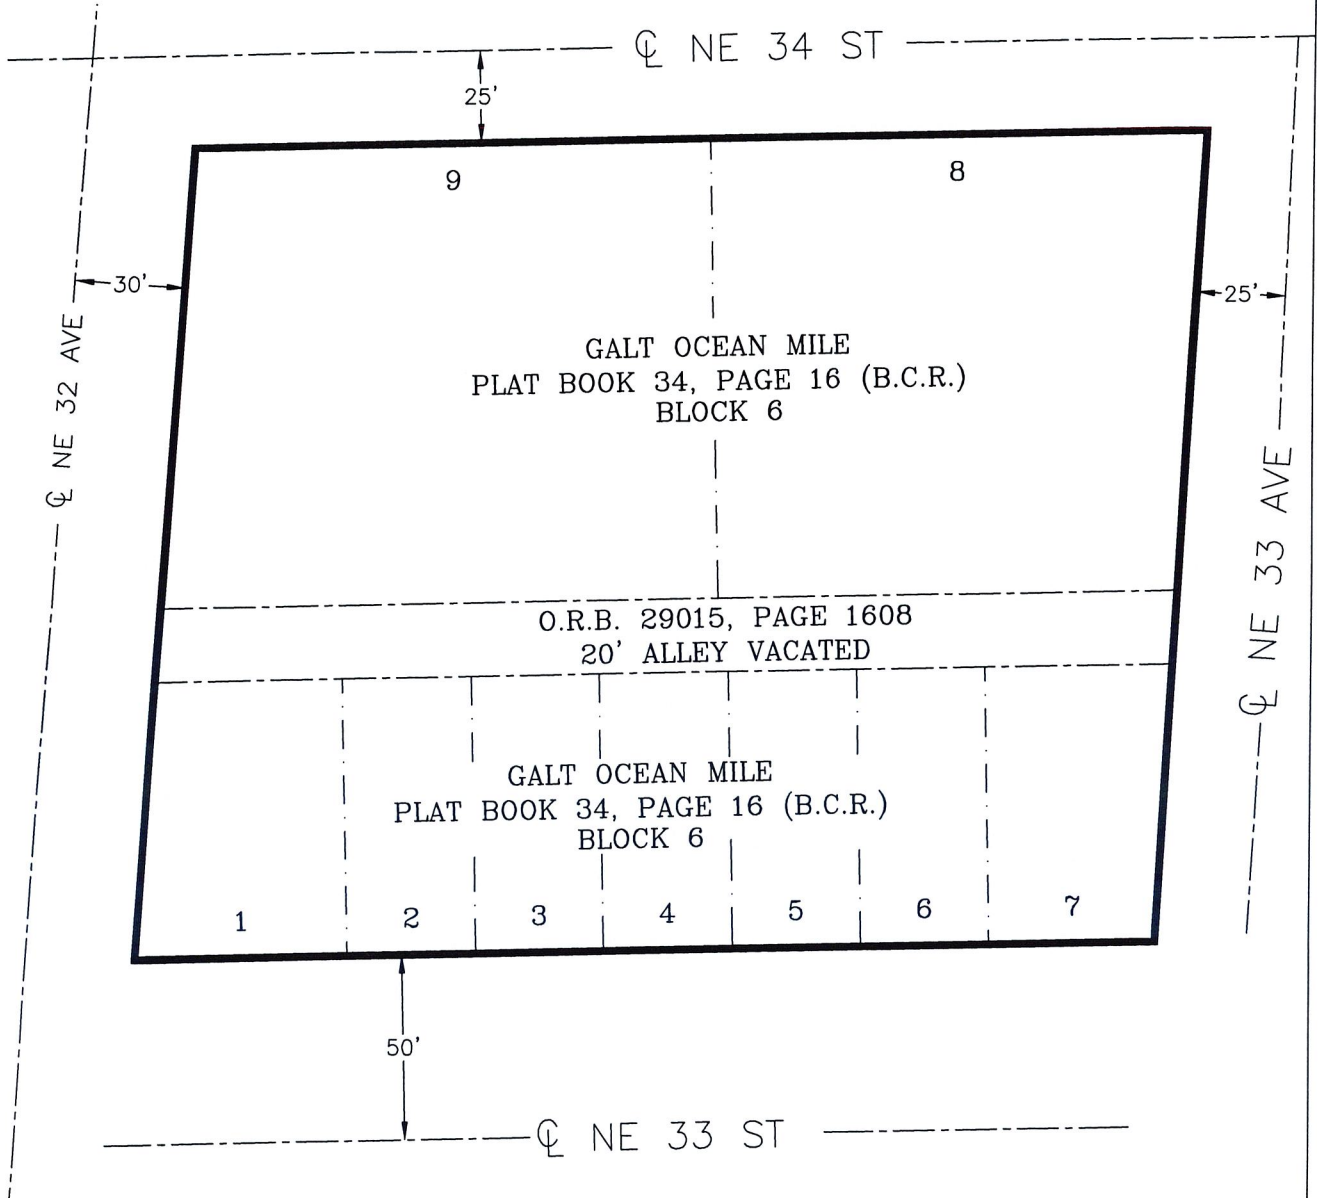 ℄ NE 34 ST
25'
9
8
30'
25'
℄ NE 32 AVE
GALT OCEAN MILE
PLAT BOOK 34, PAGE 16 (B.C.R.)
BLOCK 6
℄ NE 33 AVE
O.R.B. 29015, PAGE 1608
20' ALLEY VACATED
GALT OCEAN MILE
PLAT BOOK 34, PAGE 16 (B.C.R.)
BLOCK 6
1
2
3
4
5
6
7
50'
℄ NE 33 ST